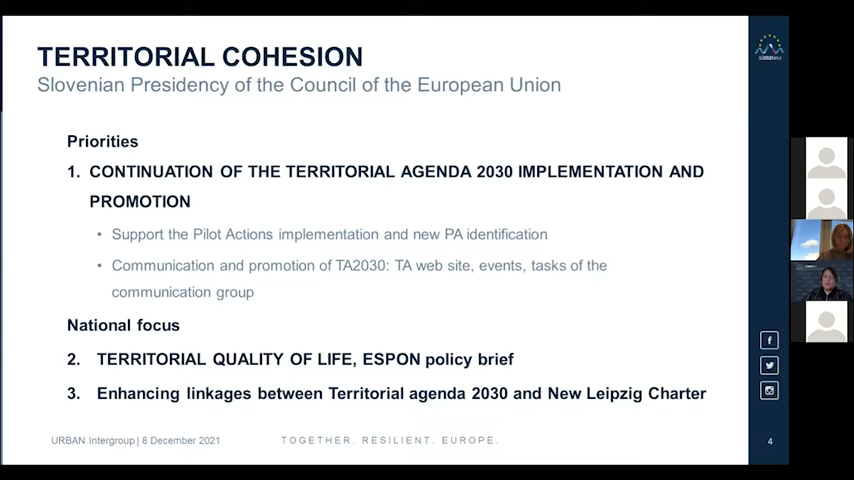 TERRITORIAL COHESION
Slovenian Presidency of the Council of the European Union
Priorities
1. CONTINUATION OF THE TERRITORIAL AGENDA 2030 IMPLEMENTATION AND
PROMOTION
• Support the Pilot Actions implementation and new PA identification
• Communication and promotion of TA2030: TA web site, events, tasks of the
communication group
National focus
2. TERRITORIAL QUALITY OF LIFE, ESPON policy brief
3. Enhancing linkages between Territorial agenda 2030 and New Leipzig Charter
URBAN Intergroup | 8 December 2021
TOGETHER. RESILIENT. EUROPE.
4
si2021.eu